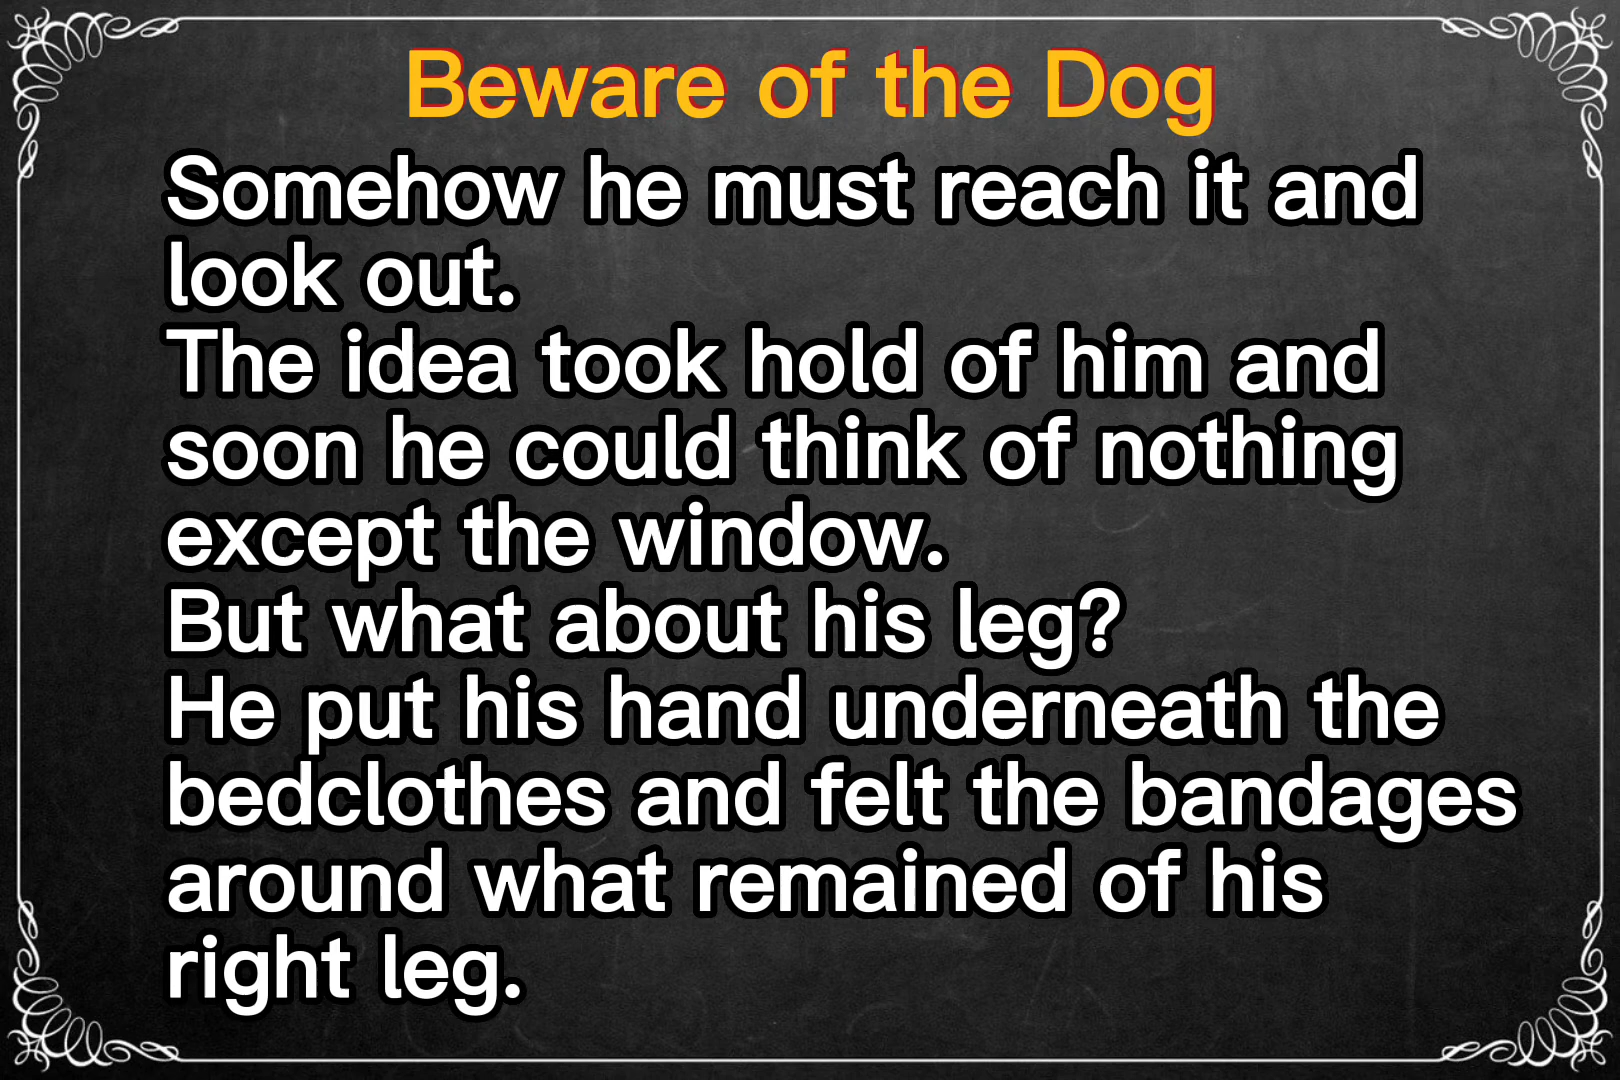 Beware of the Dog
Somehow he must reach it and
look out.
The idea took hold of him and
soon he could think of nothing
except the window.
But what about his leg?
He put his hand underneath the
bedclothes and felt the bandages
around what remained of his
right leg.